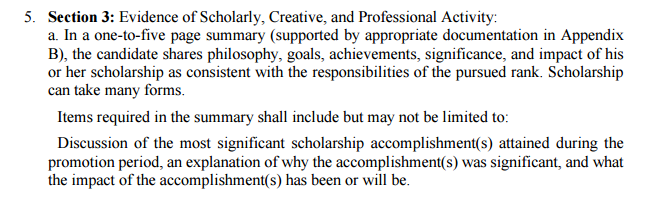 5. Section 3: Evidence of Scholarly, Creative, and Professional Activity:
a. In a one-to-five page summary (supported by appropriate documentation in Appendix
B), the candidate shares philosophy, goals, achievements, significance, and impact of his
or her scholarship as consistent with the responsibilities of the pursued rank. Scholarship
can take many forms.
Items required in the summary shall include but may not be limited to:
Discussion of the most significant scholarship accomplishment(s) attained during the
promotion period, an explanation of why the accomplishment(s) was significant, and what
the impact of the accomplishment(s) has been or will be.